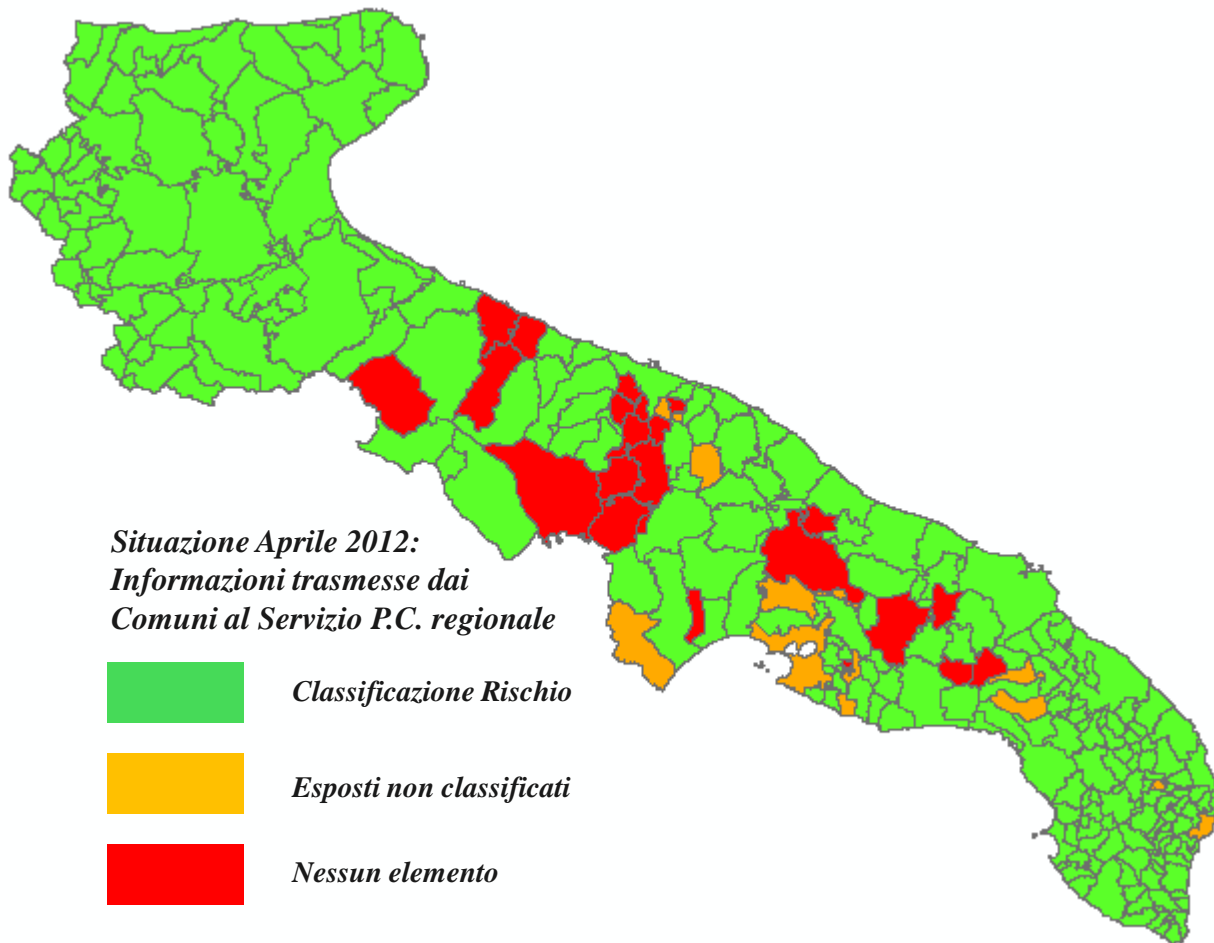 Situazione Aprile 2012:
Informazioni trasmesse dai
Comuni al Servizio P.C. regionale
Classificazione Rischio
Esposti non classificati
Nessun elemento